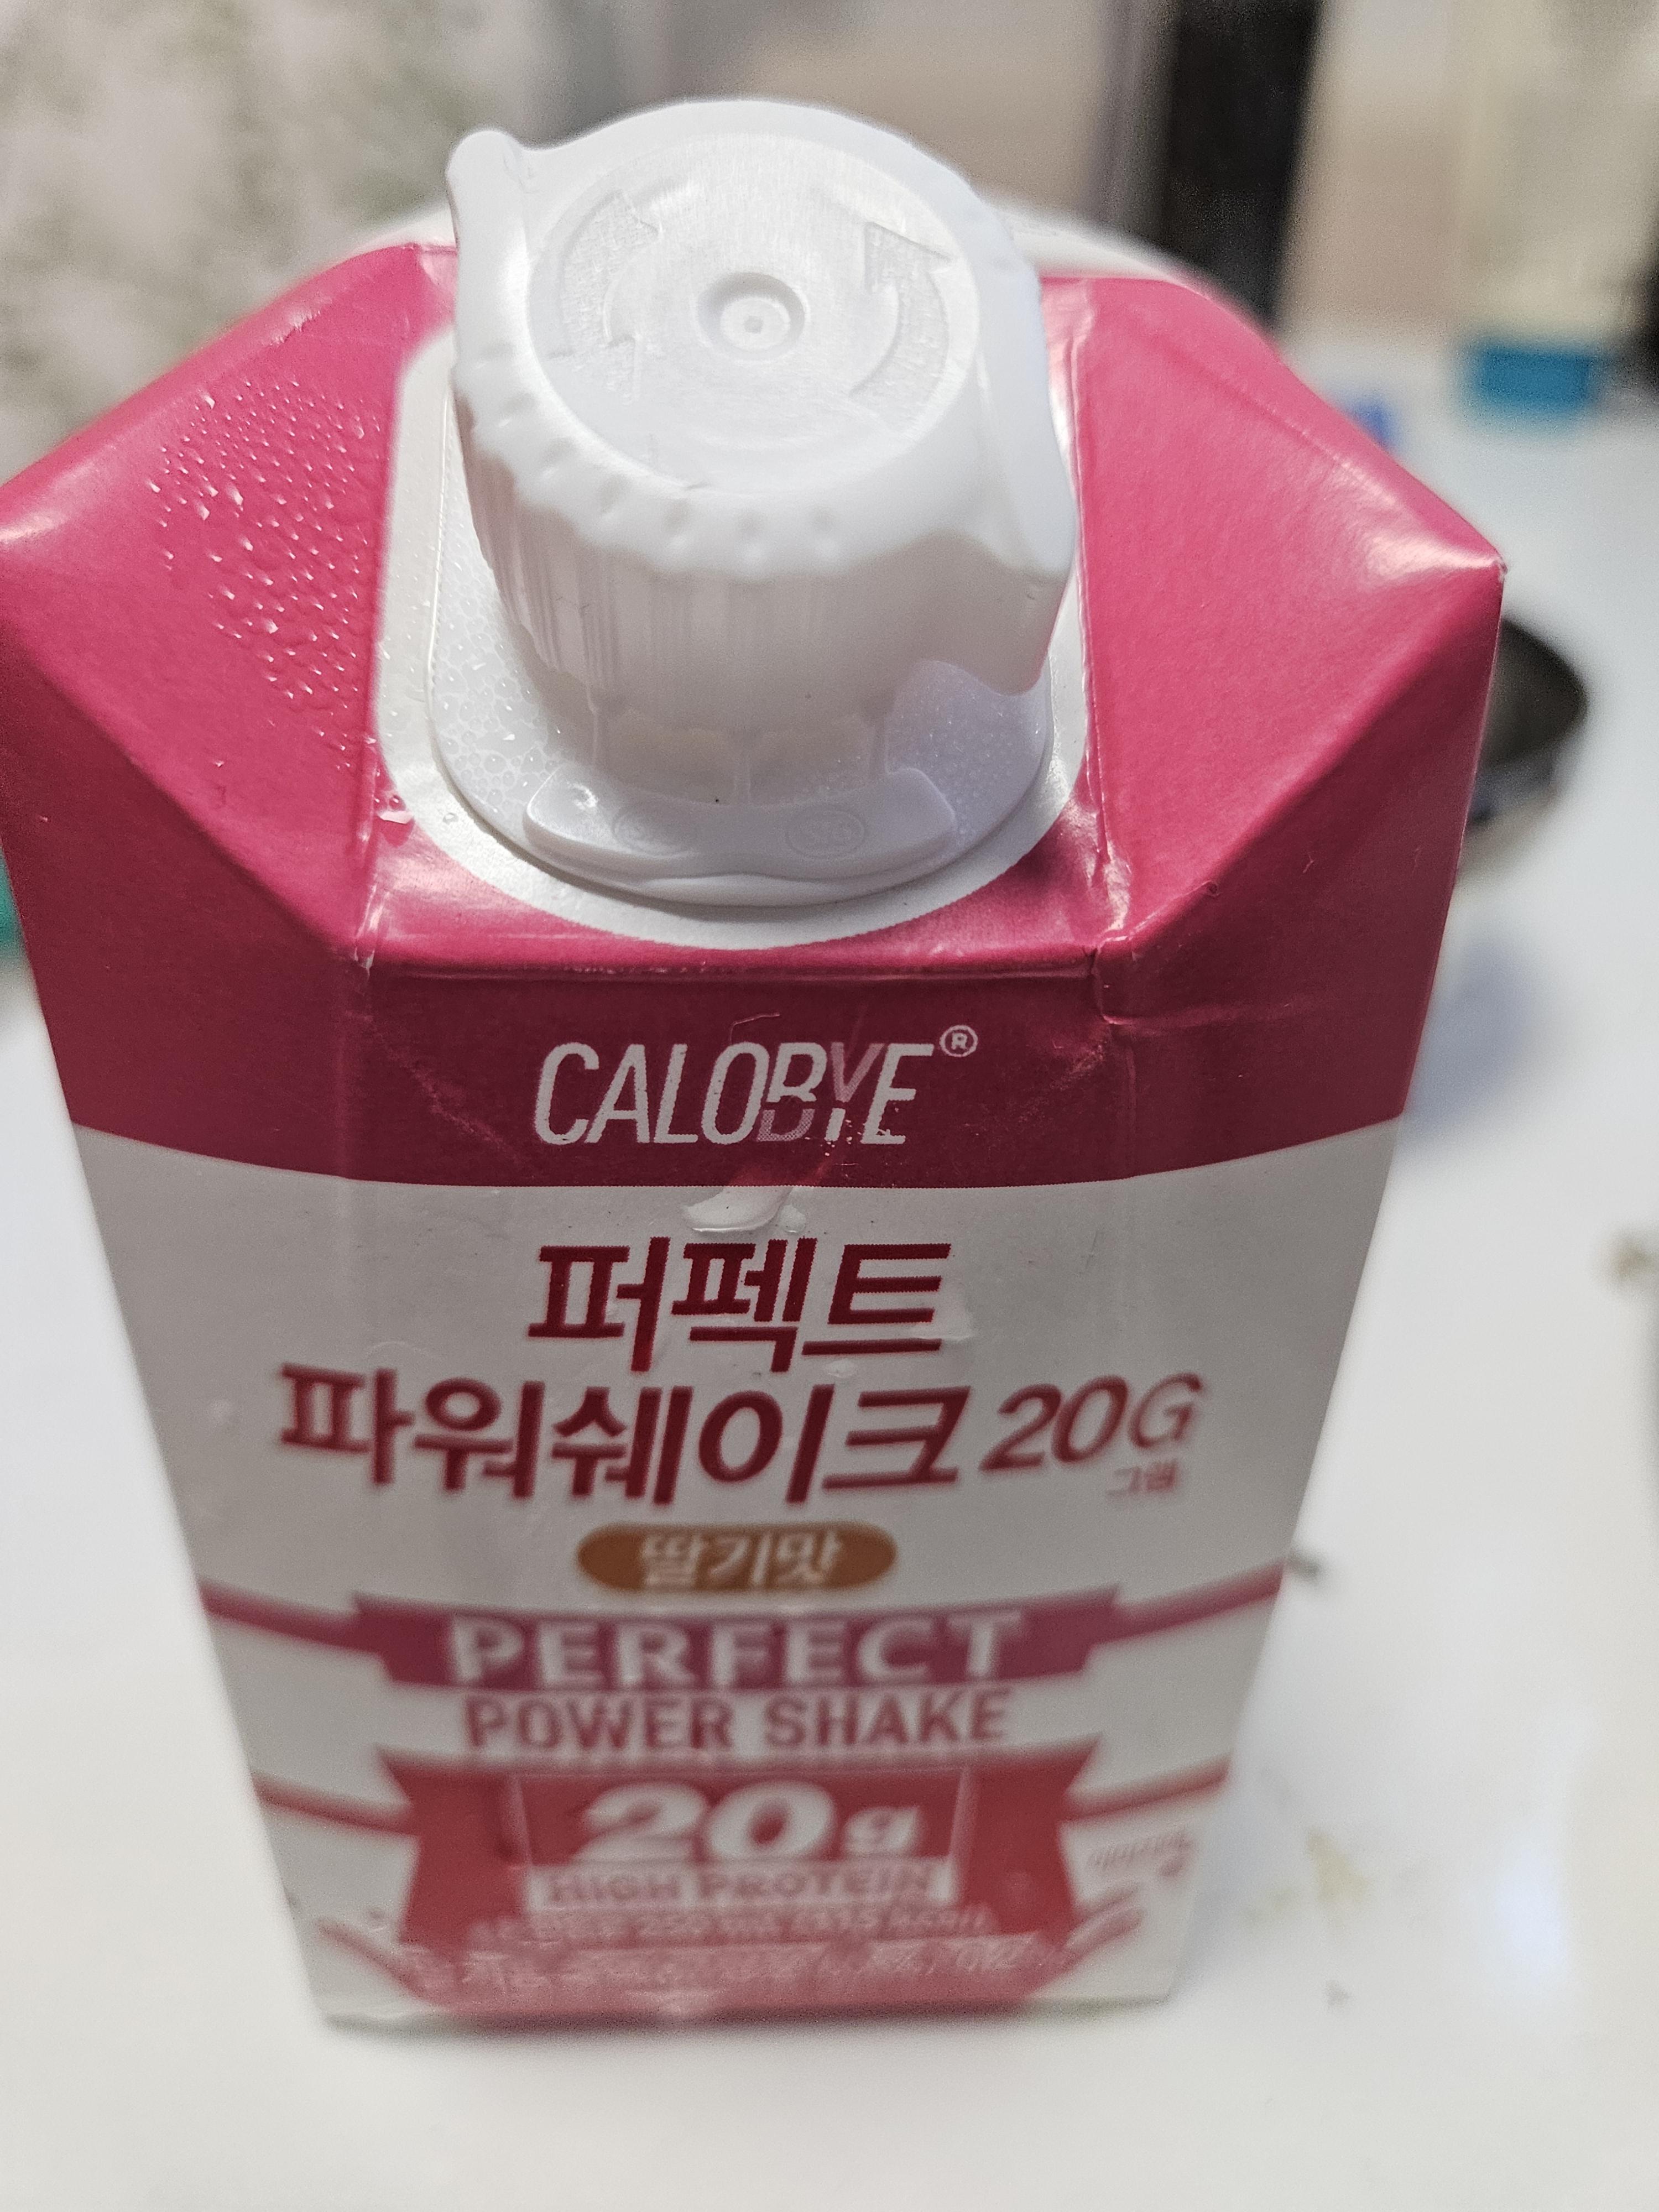 CALOBYE®
퍼펙트
파워쉐이크 20G
그램
딸기맛
PERFECT
POWER SHAKE
20g
HIGH PROTEIN